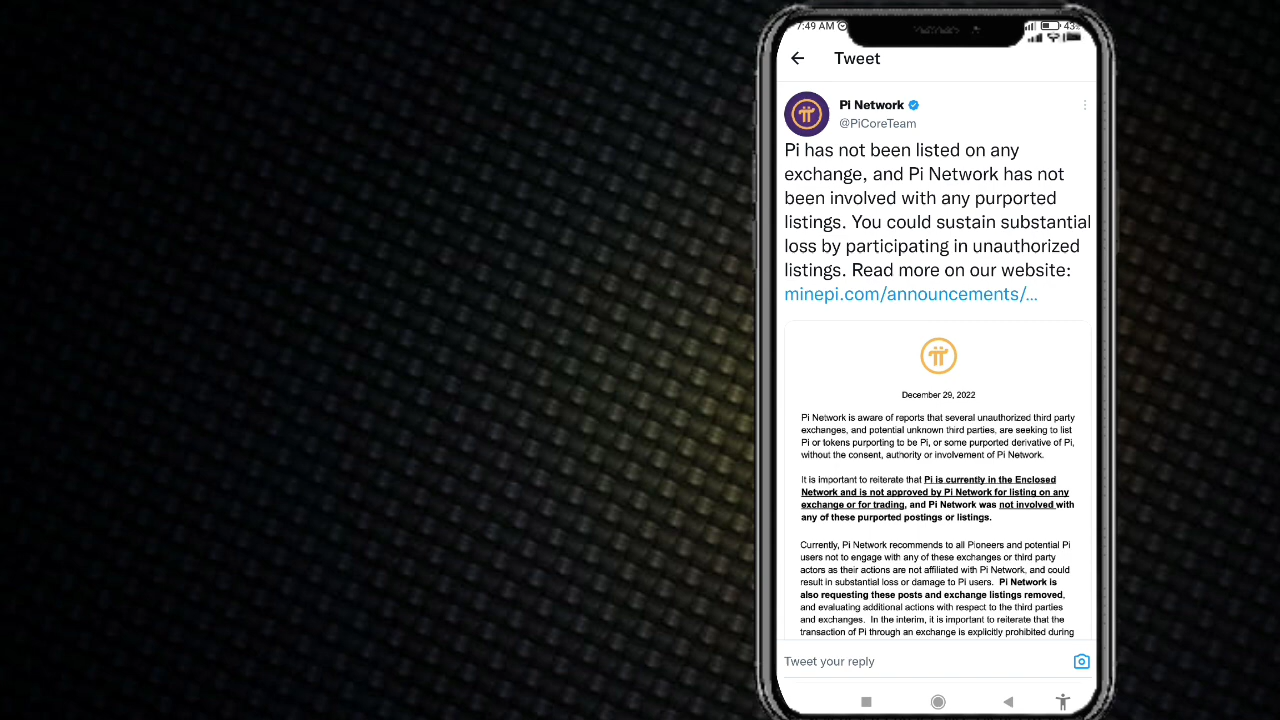 7:49 AM
43
Tweet
Pi Network
@PiCoreTeam
Pi has not been listed on any
exchange, and Pi Network has not
been involved with any purported
listings. You could sustain substantial
loss by participating in unauthorized
listings. Read more on our website:
minepi.com/announcements/...
December 29, 2022
Pi Network is aware of reports that several unauthorized third party
exchanges, and potential unknown third parties, are seeking to list
Pi or tokens purporting to be Pi, or some purported derivative of Pi,
without the consent, authority or involvement of Pi Network.
It is important to reiterate that Pi is currently in the Enclosed
Network and is not approved by Pi Network for listing on any
exchange or for trading, and Pi Network was not involved with
any of these purported postings or listings.
Currently, Pi Network recommends to all Pioneers and potential Pi
users not to engage with any of these exchanges or third party
actors as their actions are not affiliated with Pi Network, and could
result in substantial loss or damage to Pi users. Pi Network is
also requesting these posts and exchange listings removed,
and evaluating additional actions with respect to the third parties
and exchanges. In the interim, it is important to reiterate that the
transaction of Pi through an exchange is explicitly prohibited during
Tweet your reply